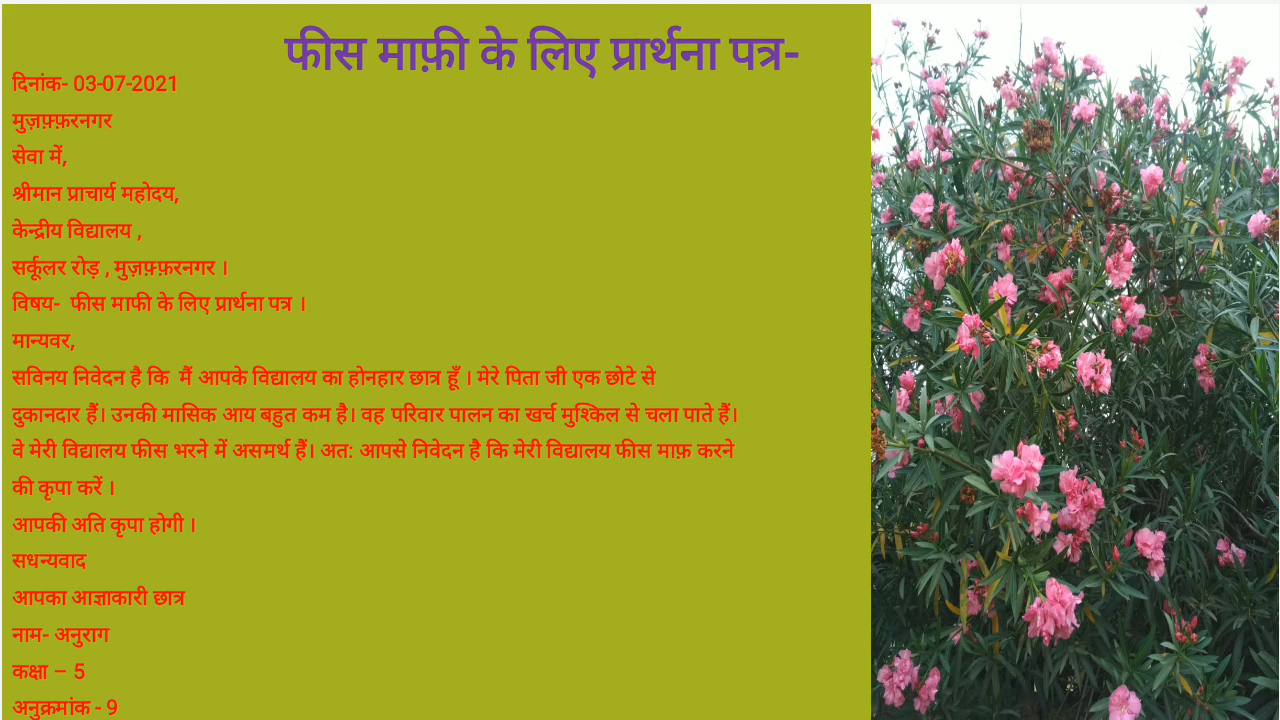 फीस माफ़ी के लिए प्रार्थना पत्र-
दिनांक- 03-07-2021
मुज़फ़्फ़रनगर
सेवा में,
श्रीमान प्राचार्य महोदय,
केन्द्रीय विद्यालय ,
सर्कूलर रोड़ , मुज़फ़्फ़रनगर ।
विषय- फीस माफी के लिए प्रार्थना पत्र ।
मान्यवर,
सविनय निवेदन है कि मैं आपके विद्यालय का होनहार छात्र हूँ । मेरे पिता जी एक छोटे से
दुकानदार हैं। उनकी मासिक आय बहुत कम है। वह परिवार पालन का खर्च मुश्किल से चला पाते हैं।
वे मेरी विद्यालय फीस भरने में असमर्थ हैं। अत: आपसे निवेदन है कि मेरी विद्यालय फीस माफ़ करने
की कृपा करें ।
आपकी अति कृपा होगी ।
सधन्यवाद
आपका आज्ञाकारी छात्र
नाम- अनुराग
कक्षा – 5
अनुक्रमांक - 9